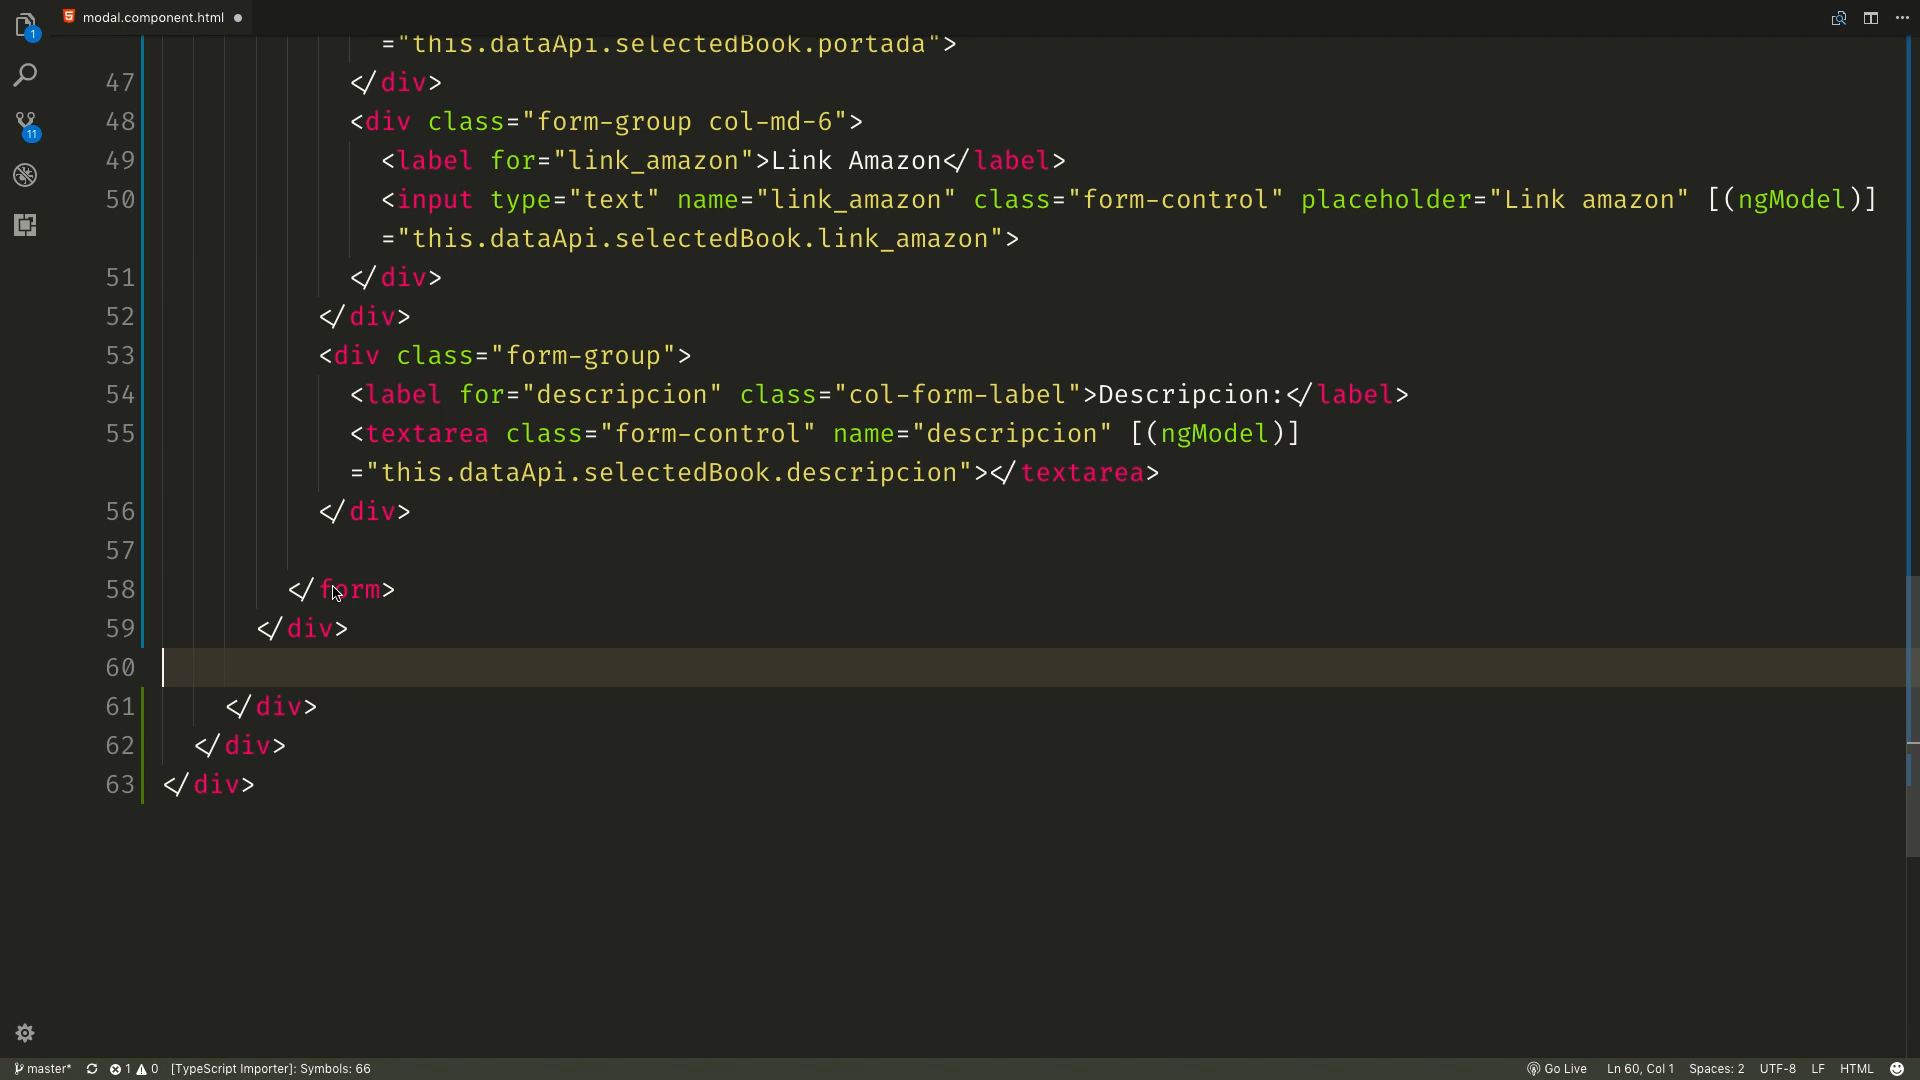 modal.component.html
="this.dataApi.selectedBook.portada">
47 </div>
48 <div class="form-group col-md-6">
49 <label for="link_amazon">Link Amazon</label>
50 <input type="text" name="link_amazon" class="form-control" placeholder="Link amazon" [(ngModel)]
="this.dataApi.selectedBook.link_amazon">
51 </div>
52 </div>
53 <div class="form-group">
54 <label for="descripcion" class="col-form-label">Descripcion:</label>
55 <textarea class="form-control" name="descripcion" [(ngModel)]
="this.dataApi.selectedBook.descripcion"></textarea>
56 </div>
57
58 </form>
59 </div>
60
61 </div>
62 </div>
63 </div>
1
11
master* 1 0 [TypeScript Importer]: Symbols: 66 Go Live Ln 60, Col 1 Spaces: 2 UTF-8 LF HTML